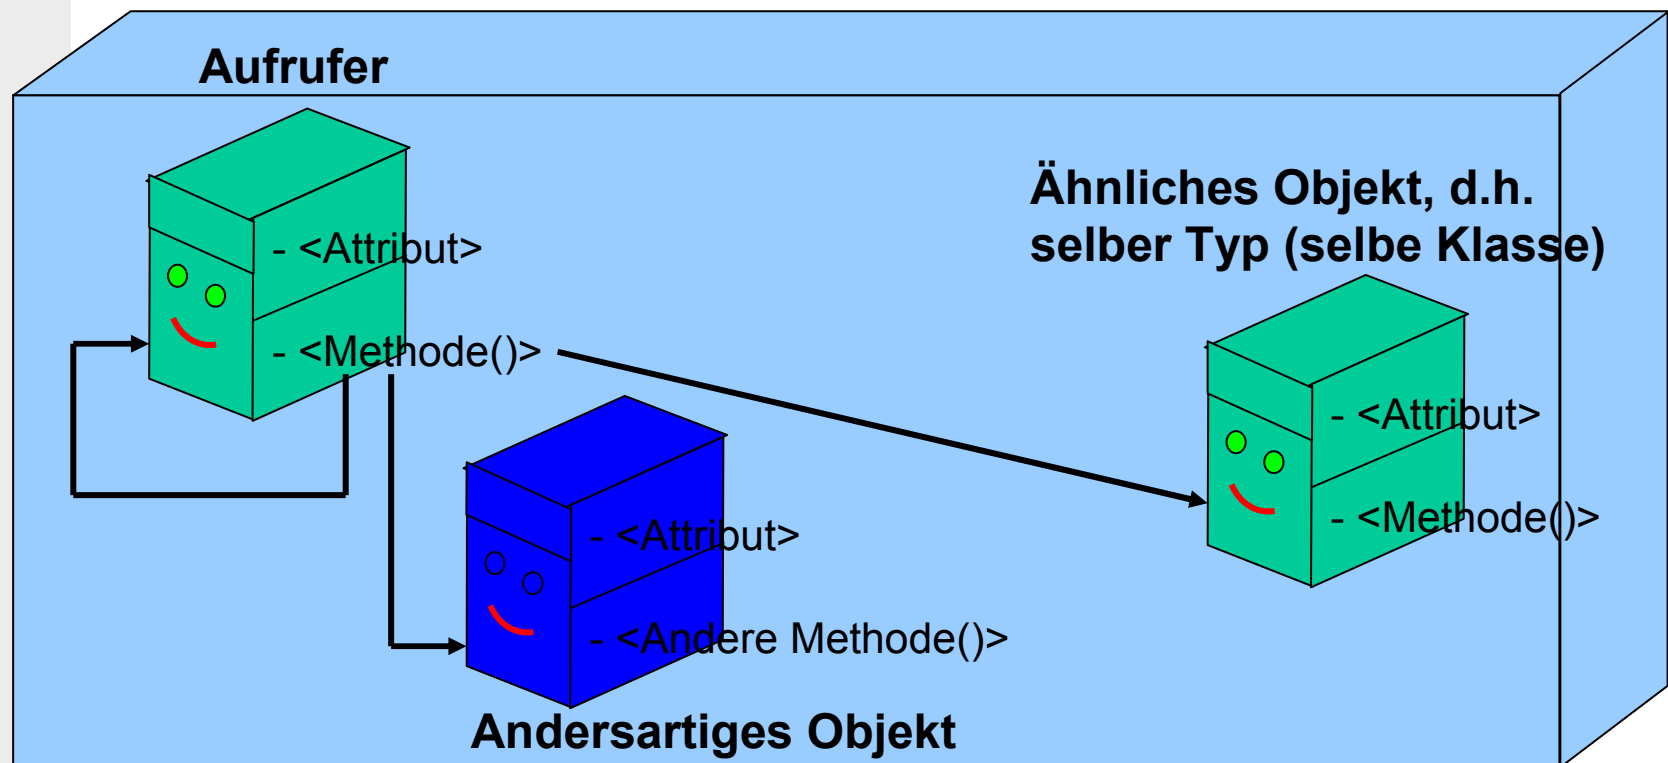 Aufrufer
- <Attribut>
- <Methode()>
Ähnliches Objekt, d.h.
selber Typ (selbe Klasse)
- <Attribut>
- <Methode()>
- <Attribut>
- <Andere Methode()>
Andersartiges Objekt